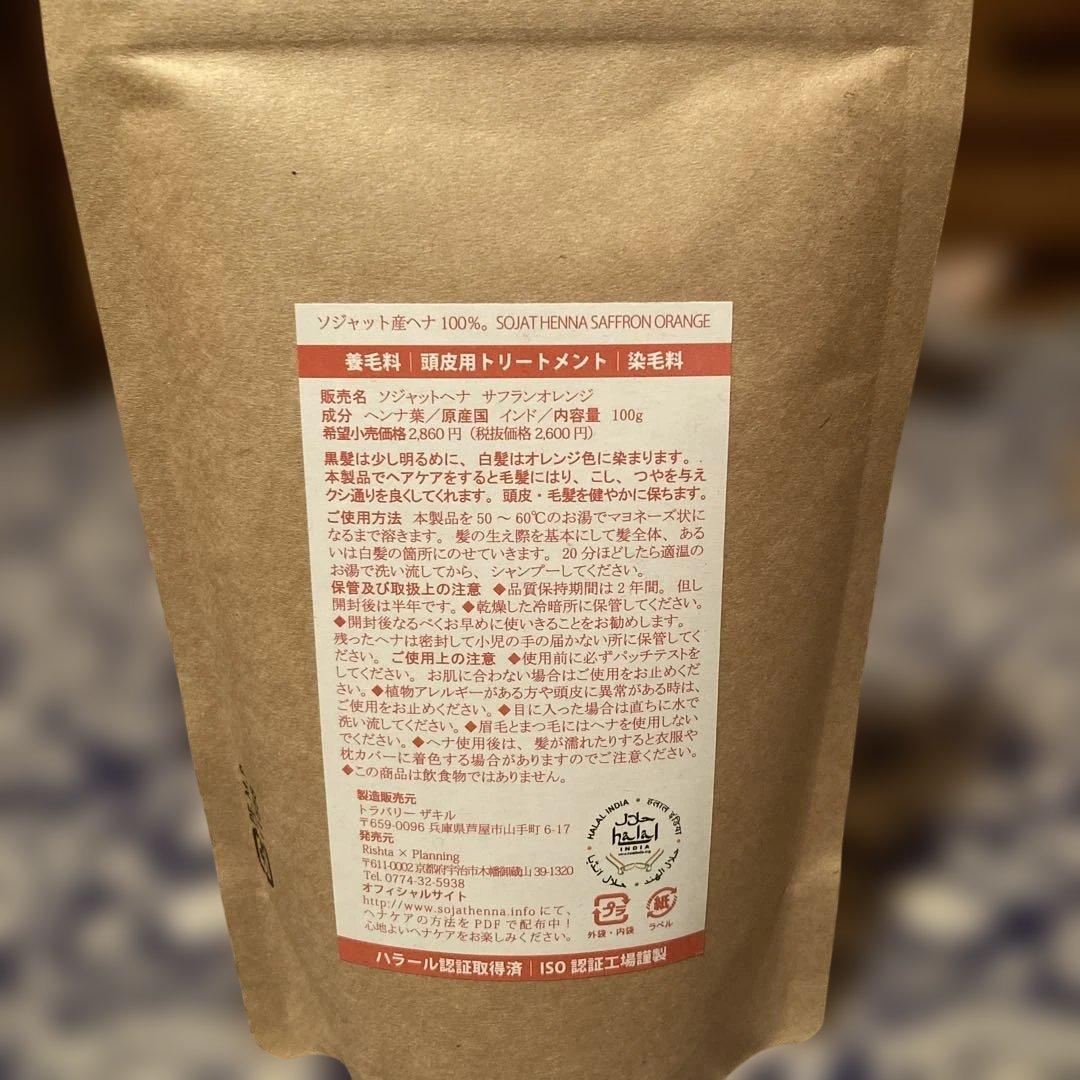 ソジャット産ヘナ 100%。SOJAT HENNA SAFFRON ORANGE
養毛料｜頭皮用トリートメント｜染毛料
販売名 ソジャットヘナ サフランオレンジ
成分 ヘンナ葉／原産国 インド／内容量 100g
希望小売価格2,860円（税抜価格2,600円）
黒髪は少し明るめに、白髪はオレンジ色に染まります。
本製品でヘアケアをすると毛髪にはり、こし、つやを与え
クシ通りを良くしてくれます。頭皮・毛髪を健やかに保ちます。
ご使用方法 本製品を50～60℃のお湯でマヨネーズ状に
なるまで溶きます。髪の生え際を基本にして髪全体、ある
いは白髪の箇所にのせていきます。20分ほどしたら適温の
お湯で洗い流してから、シャンプーしてください。
保管及び取扱上の注意 ◆品質保持期間は2年間。但し
開封後は半年です。◆乾燥した冷暗所に保管してください。
◆開封後なるべくお早めに使いきることをお勧めします。
残ったヘナは密封して小児の手の届かない所に保管してく
ださい。ご使用上の注意 ◆使用前に必ずパッチテストを
してください。お肌に合わない場合はご使用をお止めくだ
さい。◆植物アレルギーがある方や頭皮に異常がある時は、
ご使用をお止めください。◆目に入った場合は直ちに水で
洗い流してください。◆眉毛とまつ毛にはヘナを使用しない
でください。◆ヘナ使用後は、髪が濡れたりすると衣服や
枕カバーに着色する場合がありますのでご注意ください。
◆この商品は飲食物ではありません。
製造販売元
トラバリー ザキル
〒659-0096 兵庫県芦屋市山手町 6-17
発売元
Rishta × Planning
〒611-0002 京都府宇治市木幡御蔵山 39-1320
Tel. 0774-32-5938
オフィシャルサイト
http://www.sojathenna.info にて、
ヘナケアの方法をPDFで配布中！
心地よいヘナケアをお楽しみください。
HALAL INDIA • हलाल इंडिया
حلال
halal
INDIA
حلال انڈیا • حلال الهند
プラ
外袋・内袋
紙
ラベル
ハラール認証取得済｜ISO 認証工場謹製